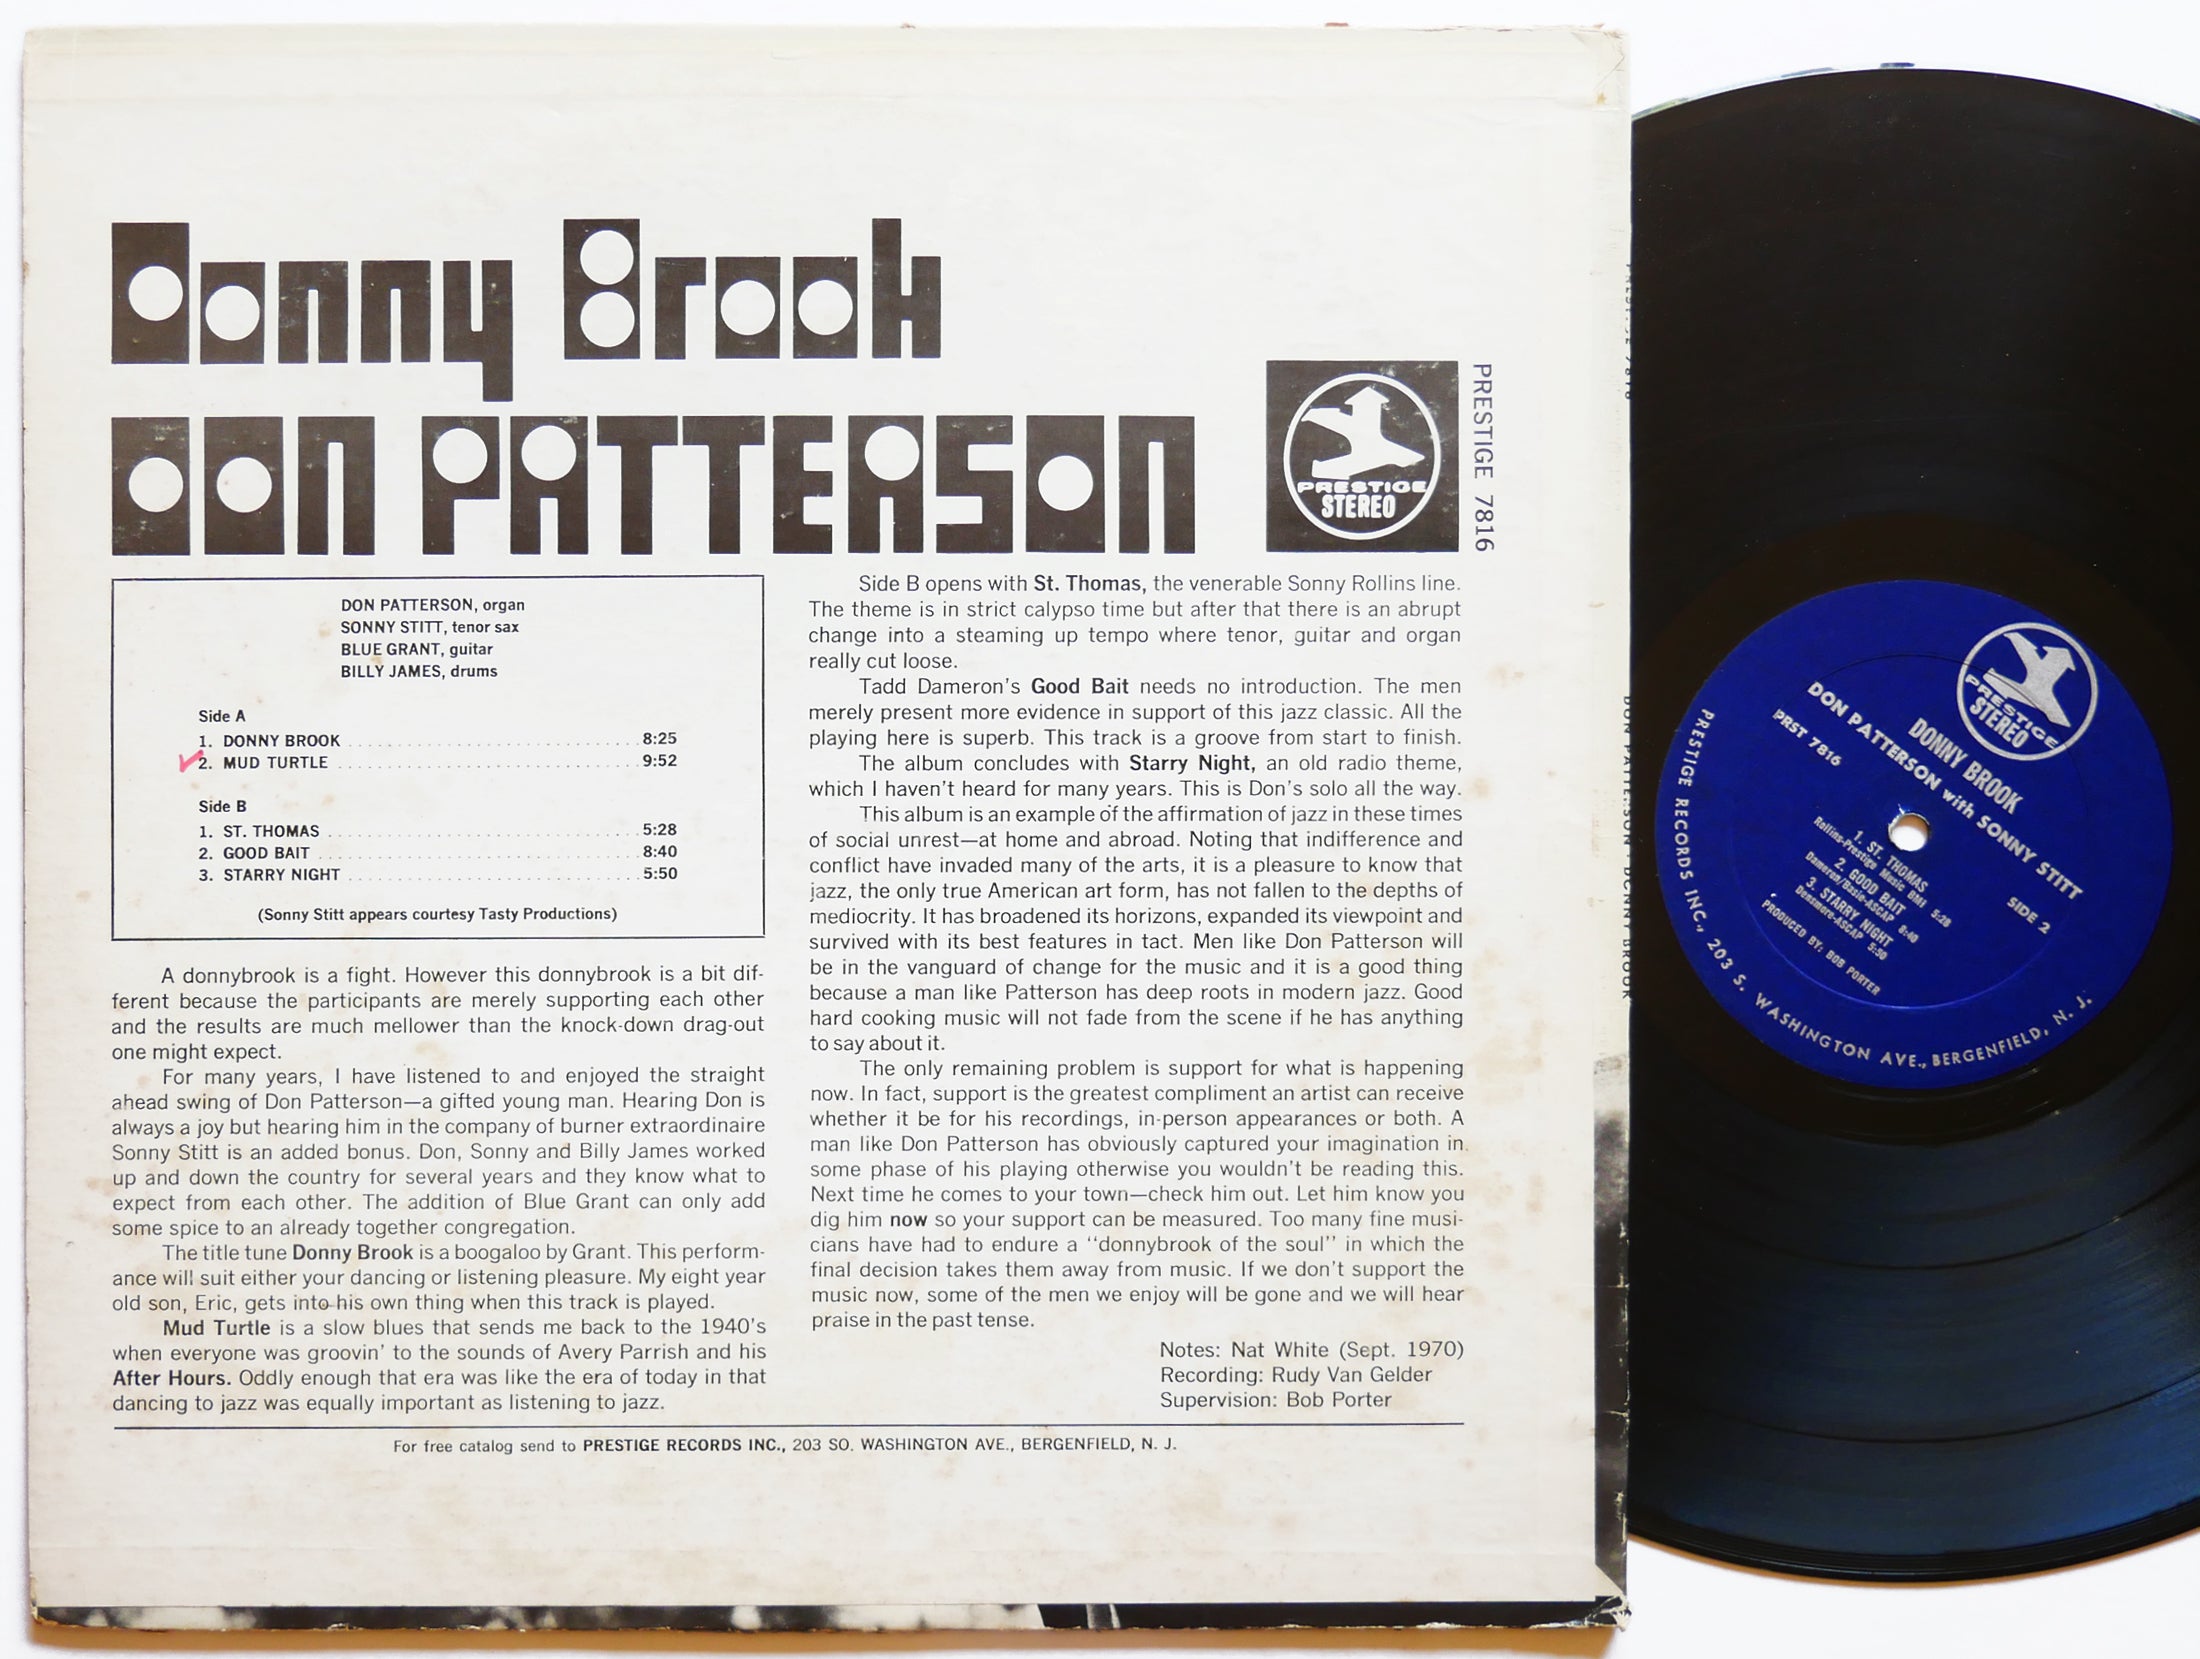 Donny Brook
DON PATTERSON
PRESTIGE
STEREO
PRESTIGE 7816
DON PATTERSON, organ
SONNY STITT, tenor sax
BLUE GRANT, guitar
BILLY JAMES, drums
Side A
1. DONNY BROOK 8:25
2. MUD TURTLE 9:52
Side B
1. ST. THOMAS 5:28
2. GOOD BAIT 8:40
3. STARRY NIGHT 5:50
(Sonny Stitt appears courtesy Tasty Productions)
A donnybrook is a fight. However this donnybrook is a bit dif-
ferent because the participants are merely supporting each other
and the results are much mellower than the knock-down drag-out
one might expect.
For many years, I have listened to and enjoyed the straight
ahead swing of Don Patterson—a gifted young man. Hearing Don is
always a joy but hearing him in the company of burner extraordinaire
Sonny Stitt is an added bonus. Don, Sonny and Billy James worked
up and down the country for several years and they know what to
expect from each other. The addition of Blue Grant can only add
some spice to an already together congregation.
The title tune Donny Brook is a boogaloo by Grant. This perform-
ance will suit either your dancing or listening pleasure. My eight year
old son, Eric, gets into his own thing when this track is played.
Mud Turtle is a slow blues that sends me back to the 1940's
when everyone was groovin' to the sounds of Avery Parrish and his
After Hours. Oddly enough that era was like the era of today in that
dancing to jazz was equally important as listening to jazz.
Side B opens with St. Thomas, the venerable Sonny Rollins line.
The theme is in strict calypso time but after that there is an abrupt
change into a steaming up tempo where tenor, guitar and organ
really cut loose.
Tadd Dameron's Good Bait needs no introduction. The men
merely present more evidence in support of this jazz classic. All the
playing here is superb. This track is a groove from start to finish.
The album concludes with Starry Night, an old radio theme,
which I haven't heard for many years. This is Don's solo all the way.
This album is an example of the affirmation of jazz in these times
of social unrest—at home and abroad. Noting that indifference and
conflict have invaded many of the arts, it is a pleasure to know that
jazz, the only true American art form, has not fallen to the depths of
mediocrity. It has broadened its horizons, expanded its viewpoint and
survived with its best features in tact. Men like Don Patterson will
be in the vanguard of change for the music and it is a good thing
because a man like Patterson has deep roots in modern jazz. Good
hard cooking music will not fade from the scene if he has anything
to say about it.
The only remaining problem is support for what is happening
now. In fact, support is the greatest compliment an artist can receive
whether it be for his recordings, in-person appearances or both. A
man like Don Patterson has obviously captured your imagination in
some phase of his playing otherwise you wouldn't be reading this.
Next time he comes to your town—check him out. Let him know you
dig him now so your support can be measured. Too many fine musi-
cians have had to endure a "donnybrook of the soul" in which the
final decision takes them away from music. If we don't support the
music now, some of the men we enjoy will be gone and we will hear
praise in the past tense.
Notes: Nat White (Sept. 1970)
Recording: Rudy Van Gelder
Supervision: Bob Porter
For free catalog send to PRESTIGE RECORDS INC., 203 SO. WASHINGTON AVE., BERGENFIELD, N. J.
PRESTIGE 7816
DON PATTERSON · DONNY BROOK
PRESTIGE
STEREO
DONNY BROOK
DON PATTERSON with SONNY STITT
PRST 7816
SIDE 2
1. ST. THOMAS
Rollins-Prestige Music BMI 5:28
2. GOOD BAIT
Dameron/Basie-ASCAP 8:40
3. STARRY NIGHT
Densmore-ASCAP 5:50
PRODUCED BY: BOB PORTER
PRESTIGE RECORDS INC., 203 S. WASHINGTON AVE., BERGENFIELD, N. J.